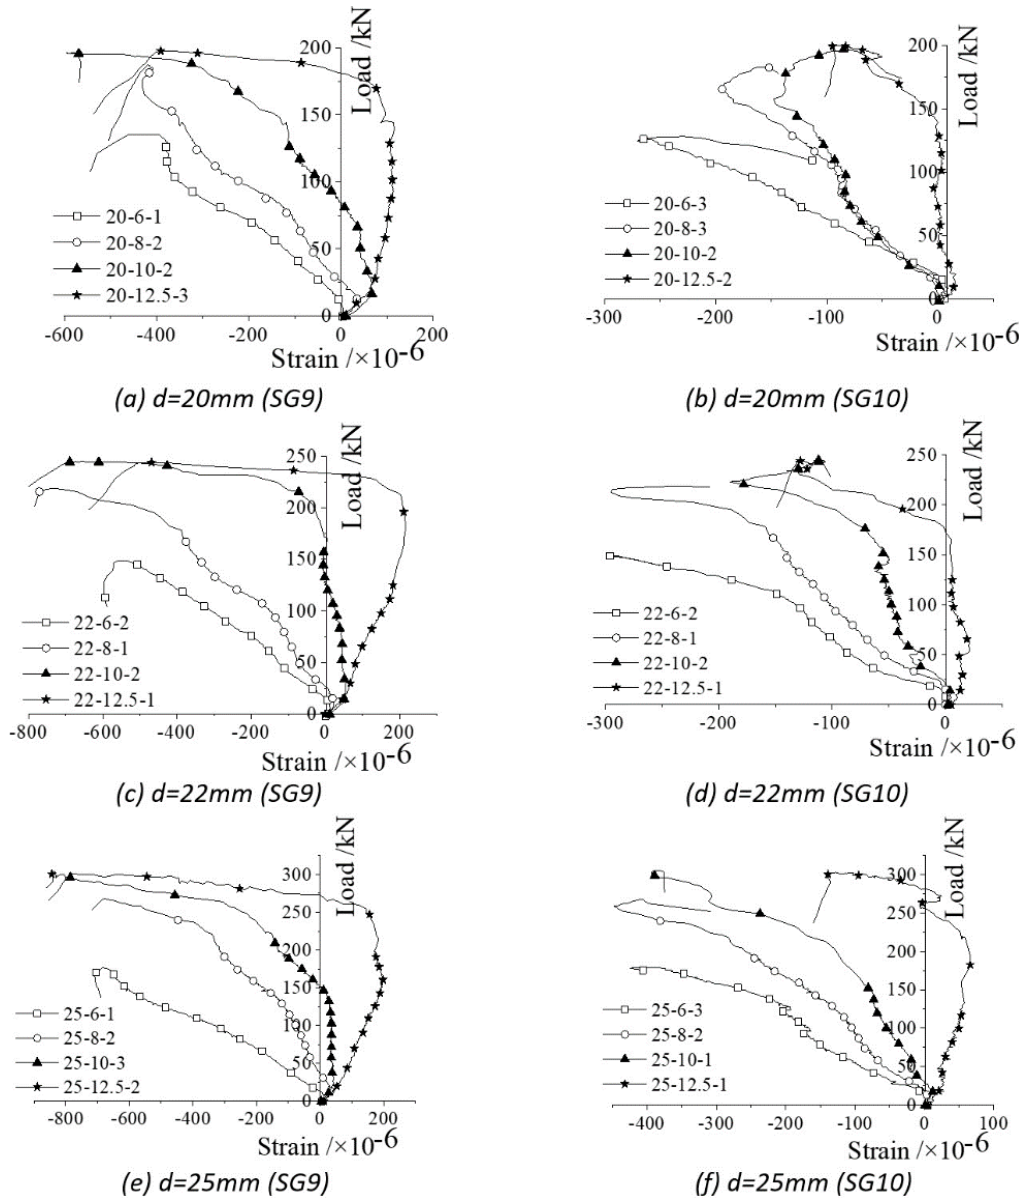 Load /kN
200
150
100
50
0
20-6-1
20-8-2
20-10-2
20-12.5-3
-600 -400 -200 0 200
Strain /×10-6
(a) d=20mm (SG9)
Load /kN
200
150
100
50
0
20-6-3
20-8-3
20-10-2
20-12.5-2
-300 -200 -100 0
Strain /×10-6
(b) d=20mm (SG10)
Load /kN
250
200
150
100
50
0
22-6-2
22-8-1
22-10-2
22-12.5-1
-800 -600 -400 -200 0 200
Strain /×10-6
(c) d=22mm (SG9)
Load /kN
250
200
150
100
50
0
22-6-2
22-8-1
22-10-2
22-12.5-1
-300 -200 -100 0
Strain /×10-6
(d) d=22mm (SG10)
Load /kN
300
250
200
150
100
50
0
25-6-1
25-8-2
25-10-3
25-12.5-2
-800 -600 -400 -200 0 200
Strain /×10-6
(e) d=25mm (SG9)
Load /kN
300
250
200
150
100
50
0
25-6-3
25-8-2
25-10-1
25-12.5-1
-400 -300 -200 -100 0 100
Strain /×10-6
(f) d=25mm (SG10)